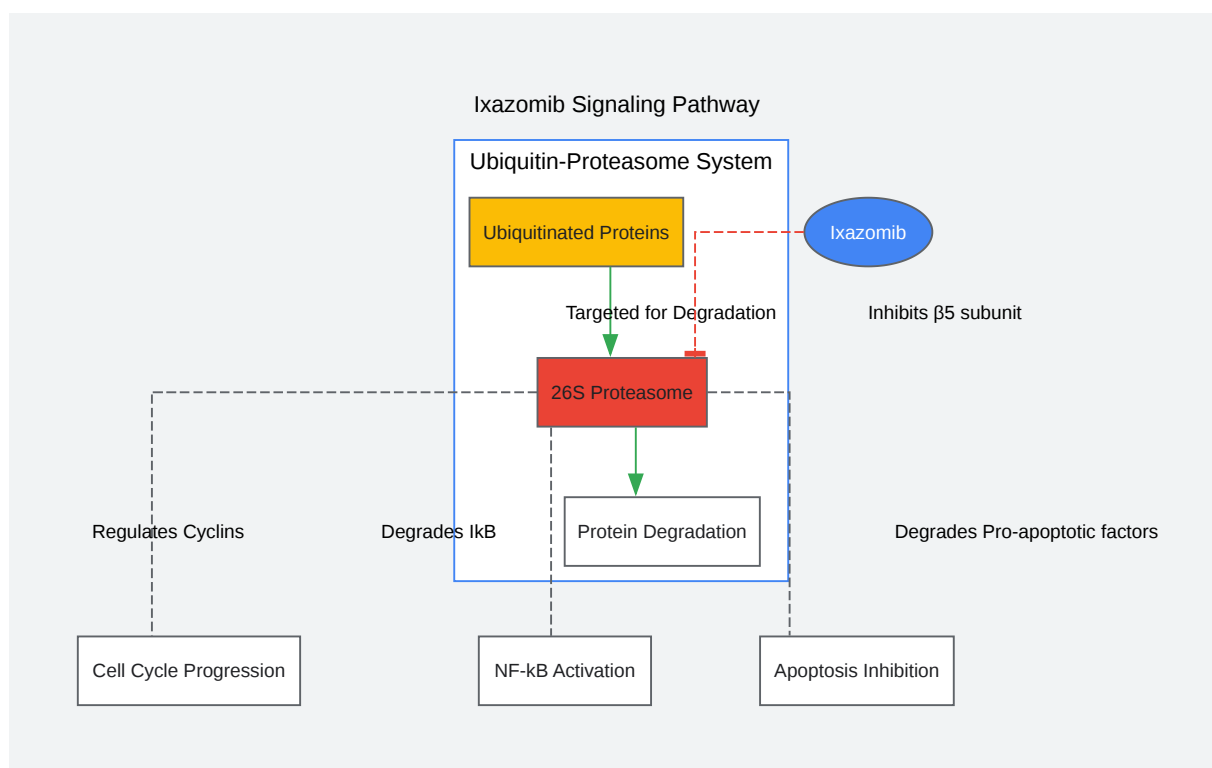 Ixazomib Signaling Pathway
Ubiquitin-Proteasome System
Ubiquitinated Proteins
Ixazomib
Targeted for Degradation
Inhibits β5 subunit
26S Proteasome
Regulates Cyclins
Degrades IkB
Protein Degradation
Degrades Pro-apoptotic factors
Cell Cycle Progression
NF-kB Activation
Apoptosis Inhibition